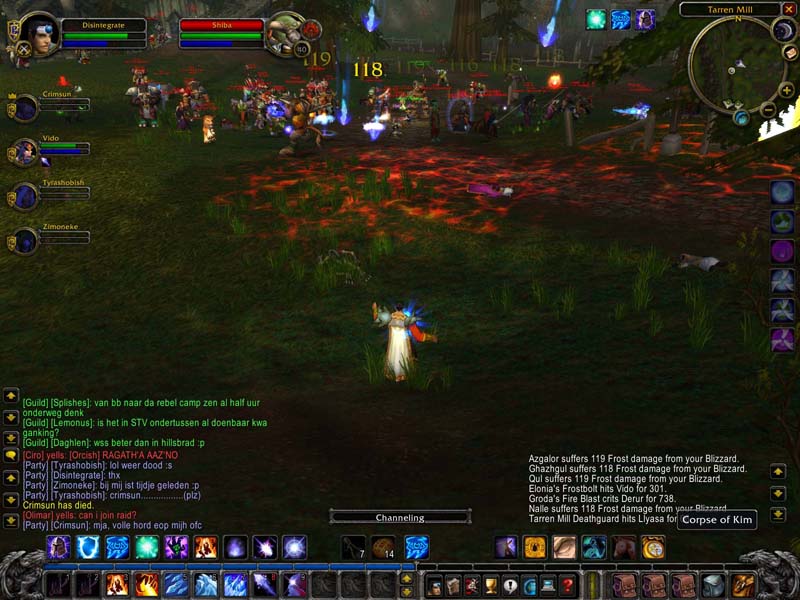 Disintegrate
Shiba
Tarren Mill
N
119
118
116
118
Crimsun
Vido
Tyrashobish
Zimoneke
[Guild] [Splishes]: van bb naar da rebel camp zen al half uur
onderweg denk
[Guild] [Lemonus]: is het in STV ondertussen al doenbaar kwa
ganking?
[Guild] [Daghlen]: wss beter dan in hillsbrad :p
[Ciro] yells: [Orcish] RAGATH'A AAZ'NO
[Party] [Tyrashobish]: lol weer dood :s
[Party] [Disintegrate]: thx
[Party] [Zimoneke]: bij mij ist tijdje geleden :p
[Party] [Tyrashobish]: crimsun................(plz)
Crimsun has died.
[Olimar] yells: can i join raid?
[Party] [Crimsun]: mja, volle hord eop mijh ofc
Channeling
Azgalor suffers 119 Frost damage from your Blizzard.
Ghazhgul suffers 118 Frost damage from your Blizzard.
Qul suffers 119 Frost damage from your Blizzard.
Elonia's Frostbolt hits Vido for 301.
Groda's Fire Blast crits Derur for 738.
Nalle suffers 118 Frost damage from your Blizzard.
Tarren Mill Deathguard hits Llyasa for
Corpse of Kim
7
14